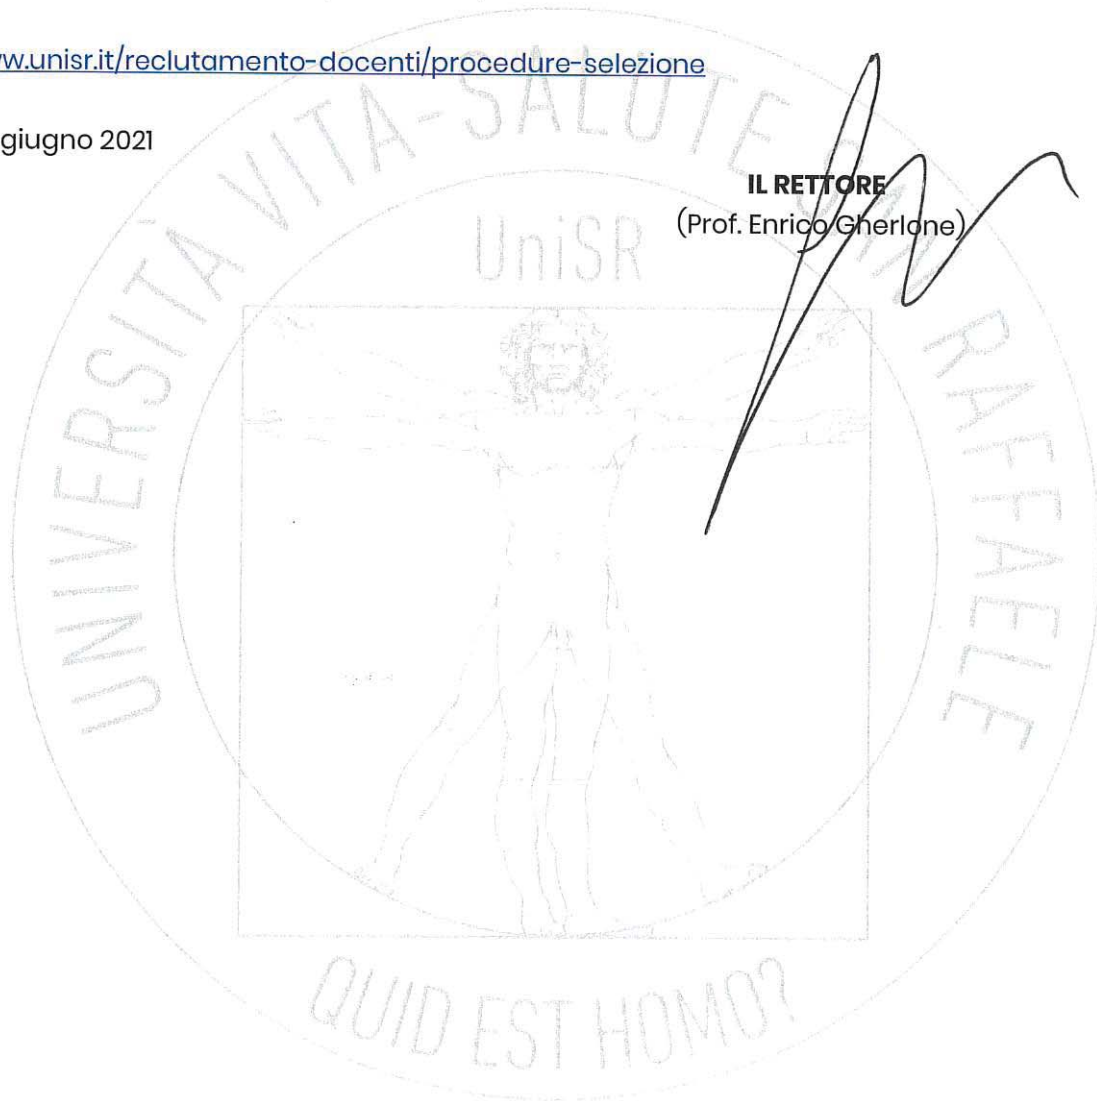 w.unisr.it/reclutamento-docenti/procedure-selezione
giugno 2021
IL RETTORE
(Prof. Enrico Gherlone)
UNIVERSITÀ VITA-SALUTE SAN RAFFAELE
UniSR
QUID EST HOMO?